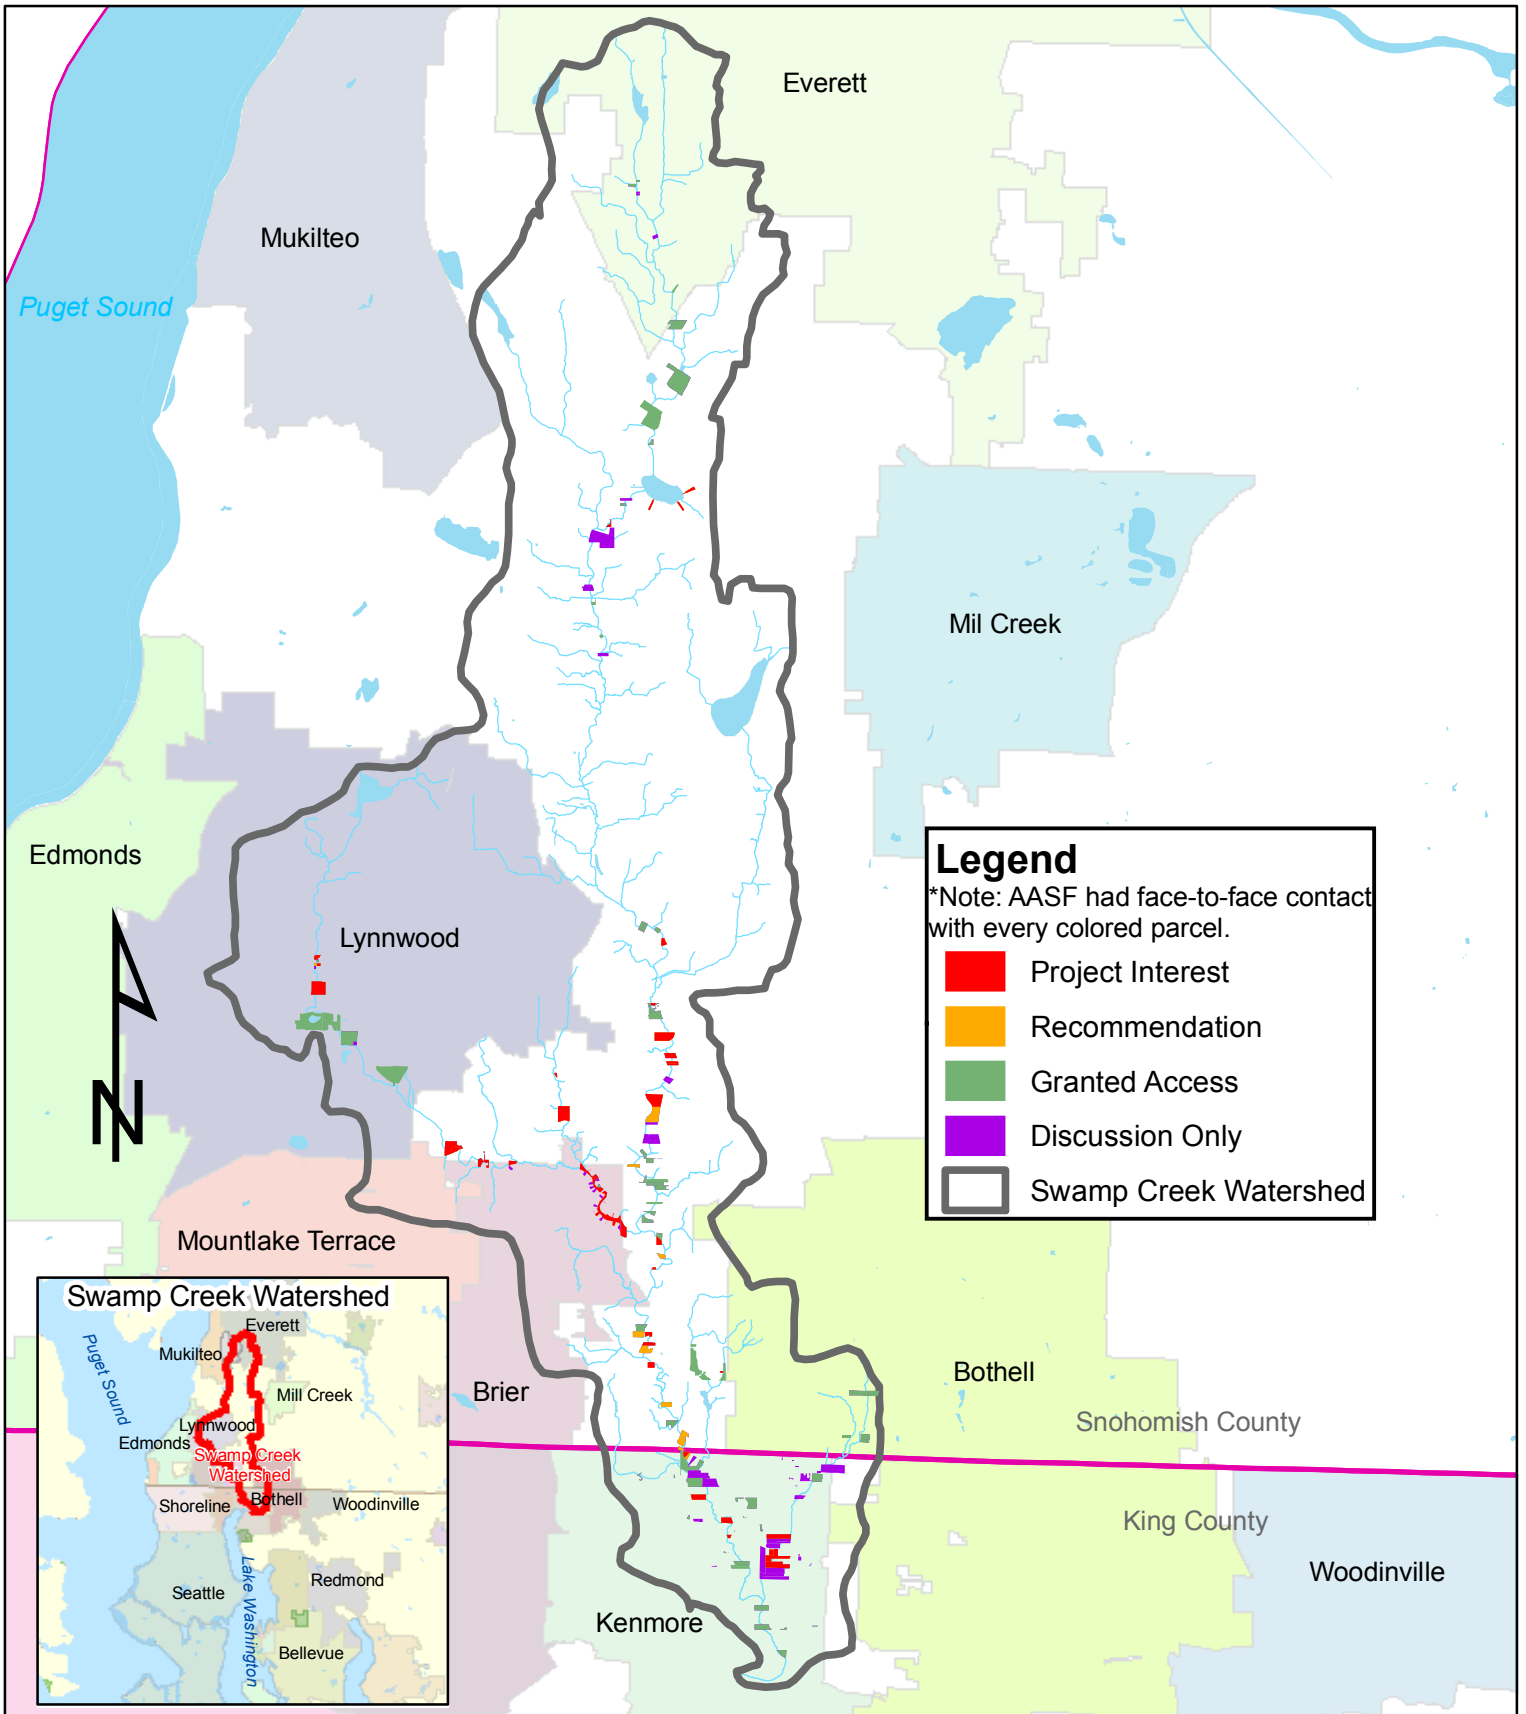 Everett
Mukilteo
Puget Sound
Mil Creek
Edmonds
Lynnwood
Legend
*Note: AASF had face-to-face contact
with every colored parcel.
Project Interest
Recommendation
Granted Access
Discussion Only
Swamp Creek Watershed
N
Mountlake Terrace
Brier
Bothell
Snohomish County
King County
Woodinville
Kenmore
Swamp Creek Watershed
Everett
Mukilteo
Puget Sound
Mill Creek
Lynnwood
Edmonds
Swamp Creek
Watershed
Shoreline
Bothell
Woodinville
Lake Washington
Redmond
Seattle
Bellevue